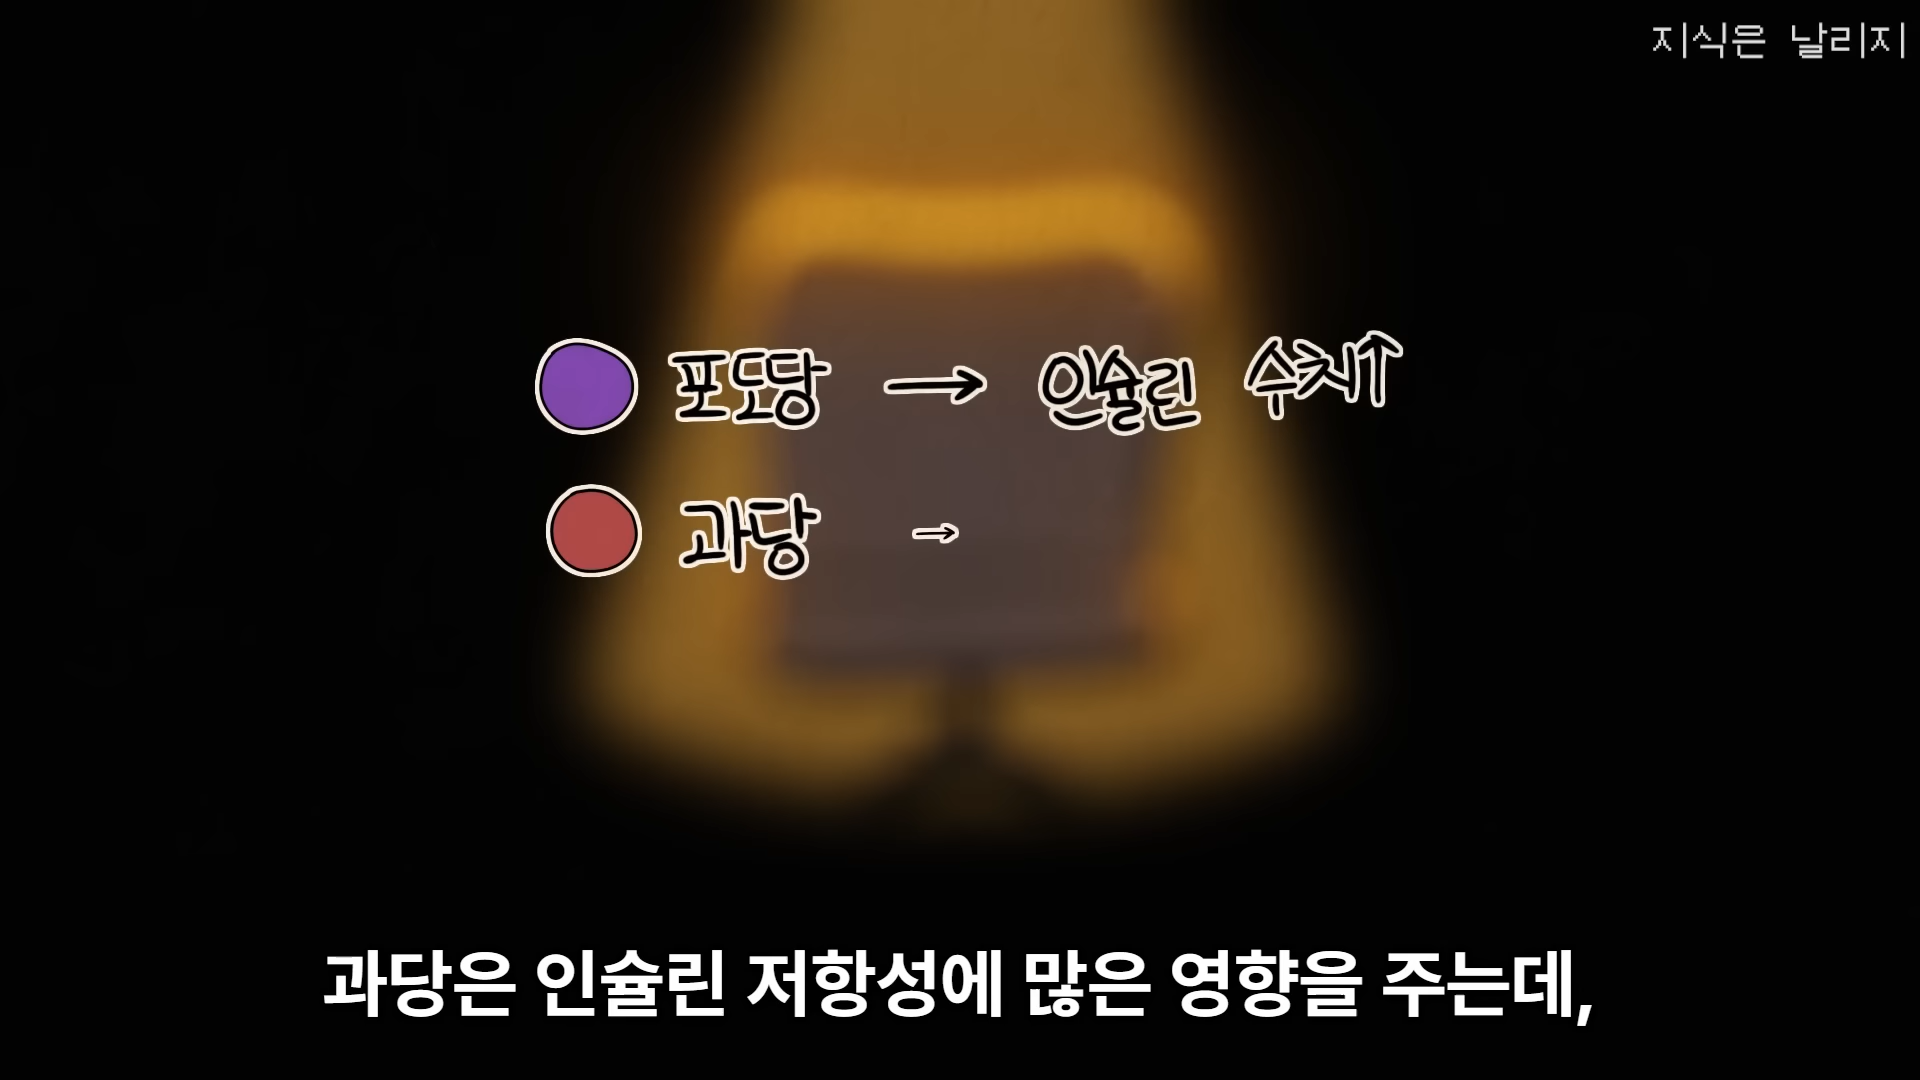 지식은 날리지
포도당 → 인슐린 수치↑
과당 →
과당은 인슐린 저항성에 많은 영향을 주는데,